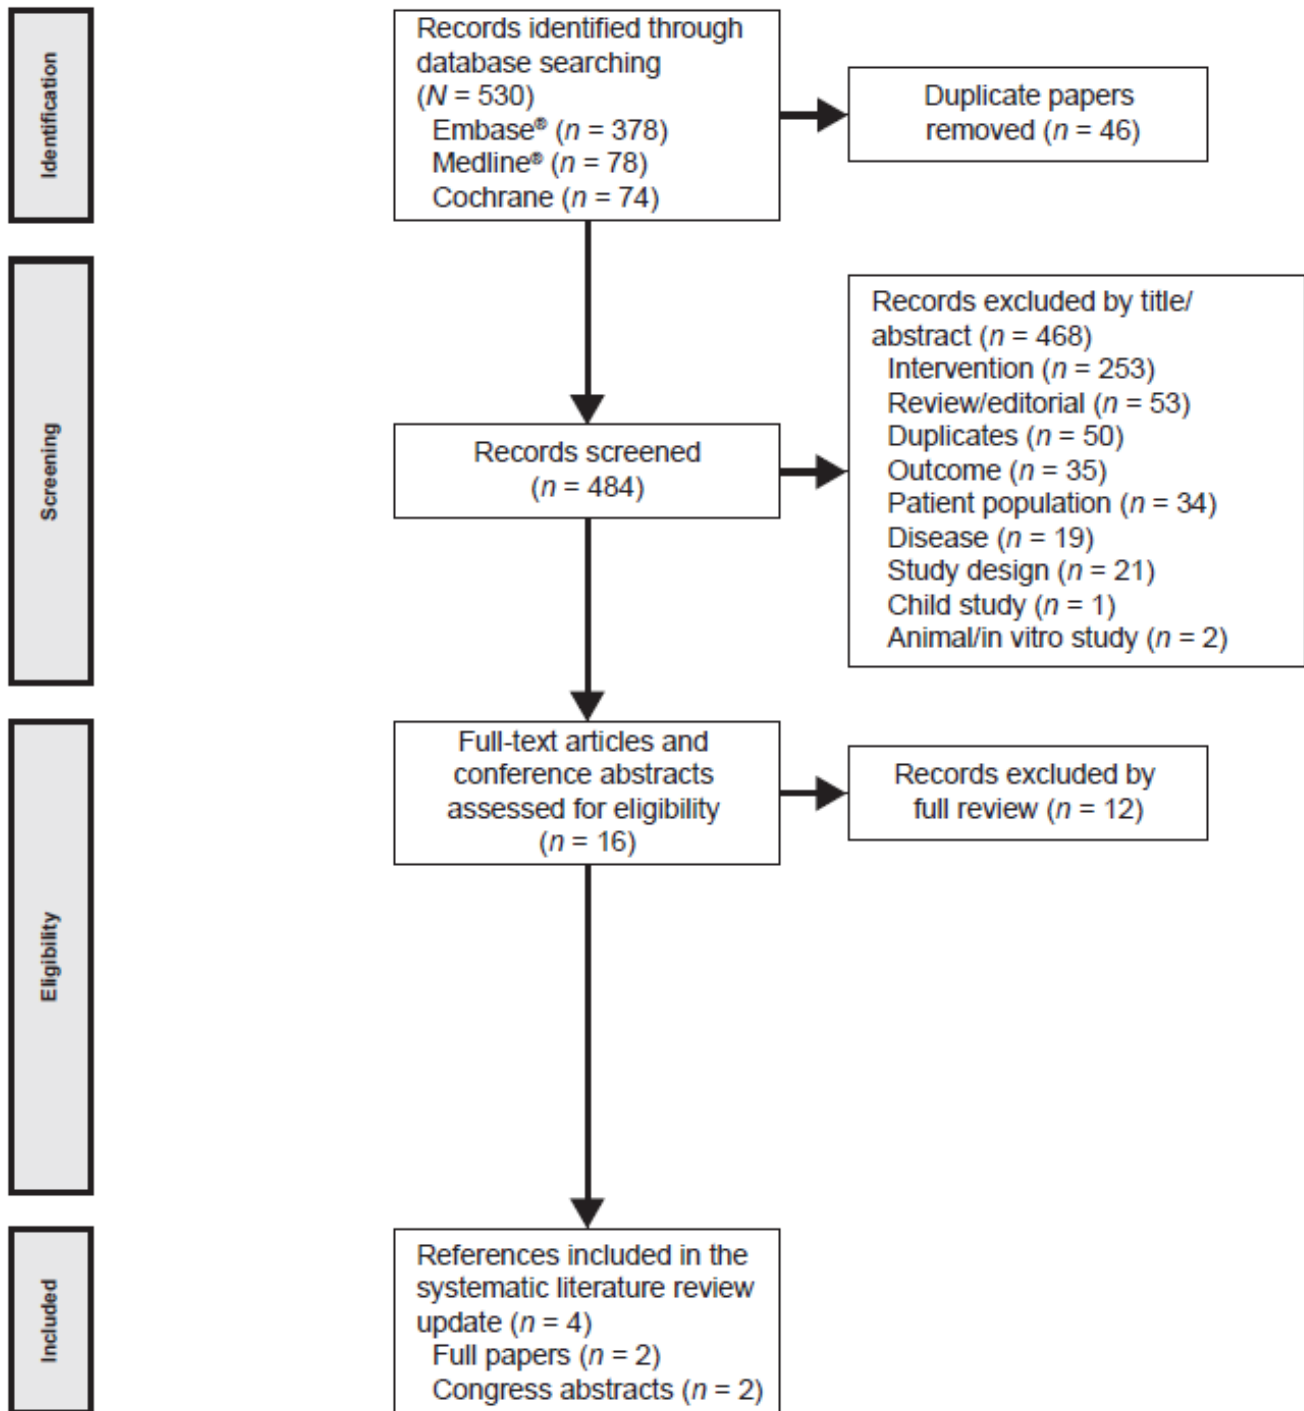 Identification
Records identified through
database searching
(N = 530)
Embase® (n = 378)
Medline® (n = 78)
Cochrane (n = 74)
Duplicate papers
removed (n = 46)
Screening
Records screened
(n = 484)
Records excluded by title/
abstract (n = 468)
Intervention (n = 253)
Review/editorial (n = 53)
Duplicates (n = 50)
Outcome (n = 35)
Patient population (n = 34)
Disease (n = 19)
Study design (n = 21)
Child study (n = 1)
Animal/in vitro study (n = 2)
Eligibility
Full-text articles and
conference abstracts
assessed for eligibility
(n = 16)
Records excluded by
full review (n = 12)
Included
References included in the
systematic literature review
update (n = 4)
Full papers (n = 2)
Congress abstracts (n = 2)